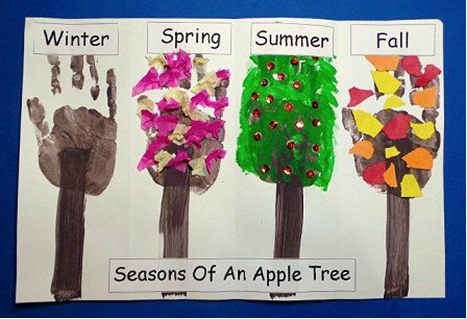 Winter
Spring
Summer
Fall
Seasons Of An Apple Tree